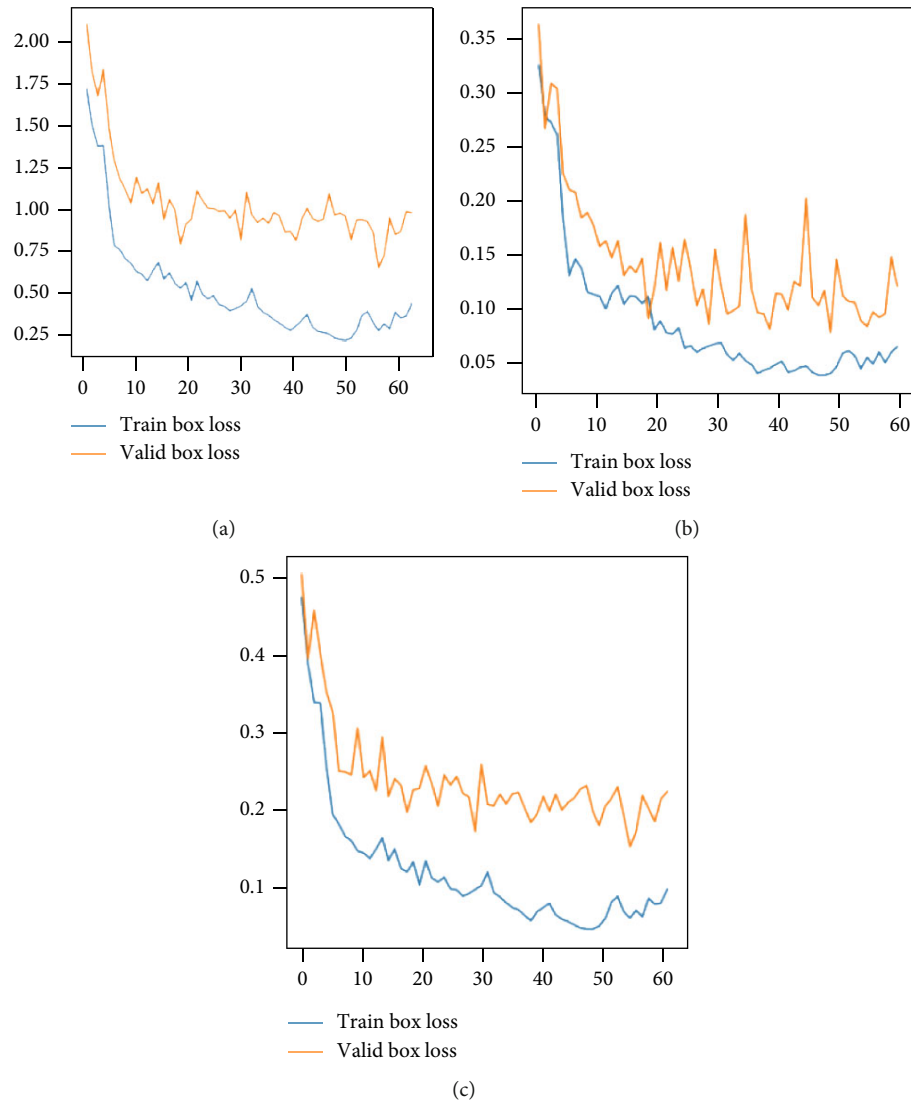 2.00
1.75
1.50
1.25
1.00
0.75
0.50
0.25
0 10 20 30 40 50 60
Train box loss
Valid box loss
(a)
0.35
0.30
0.25
0.20
0.15
0.10
0.05
0 10 20 30 40 50 60
Train box loss
Valid box loss
(b)
0.5
0.4
0.3
0.2
0.1
0 10 20 30 40 50 60
Train box loss
Valid box loss
(c)